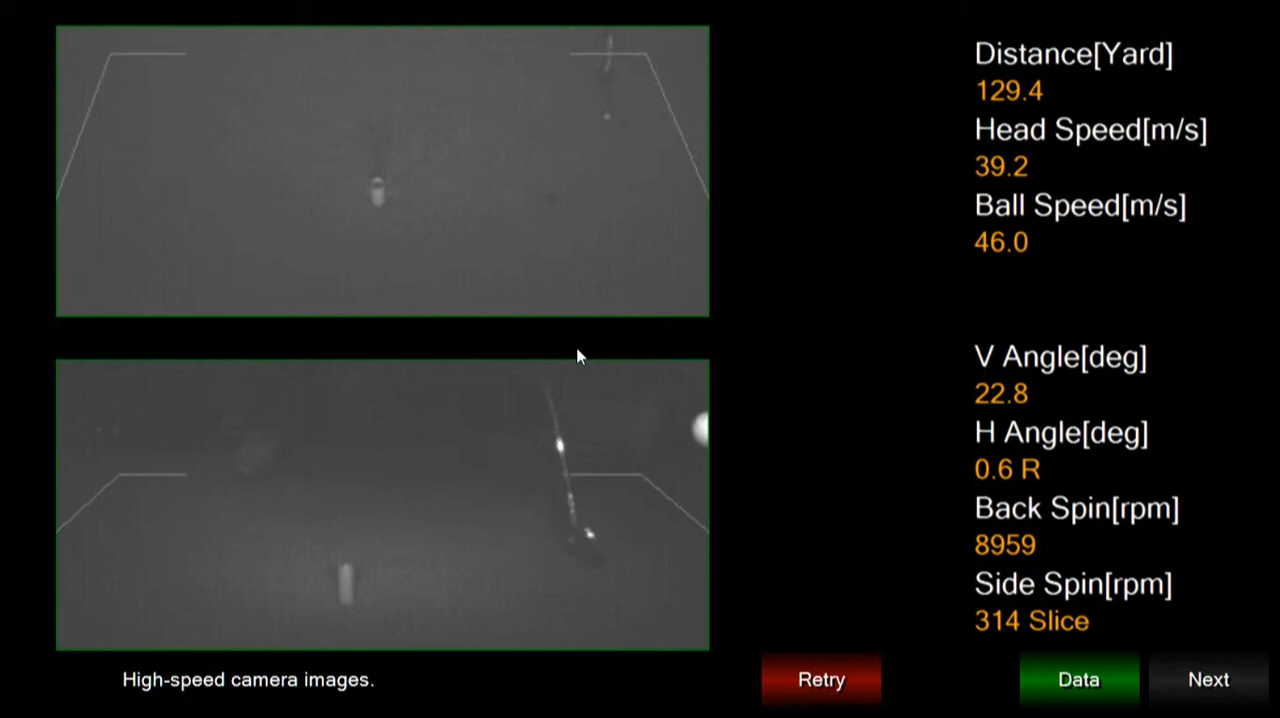 Distance[Yard]
129.4
Head Speed[m/s]
39.2
Ball Speed[m/s]
46.0
V Angle[deg]
22.8
H Angle[deg]
0.6 R
Back Spin[rpm]
8959
Side Spin[rpm]
314 Slice
High-speed camera images.
Retry
Data
Next